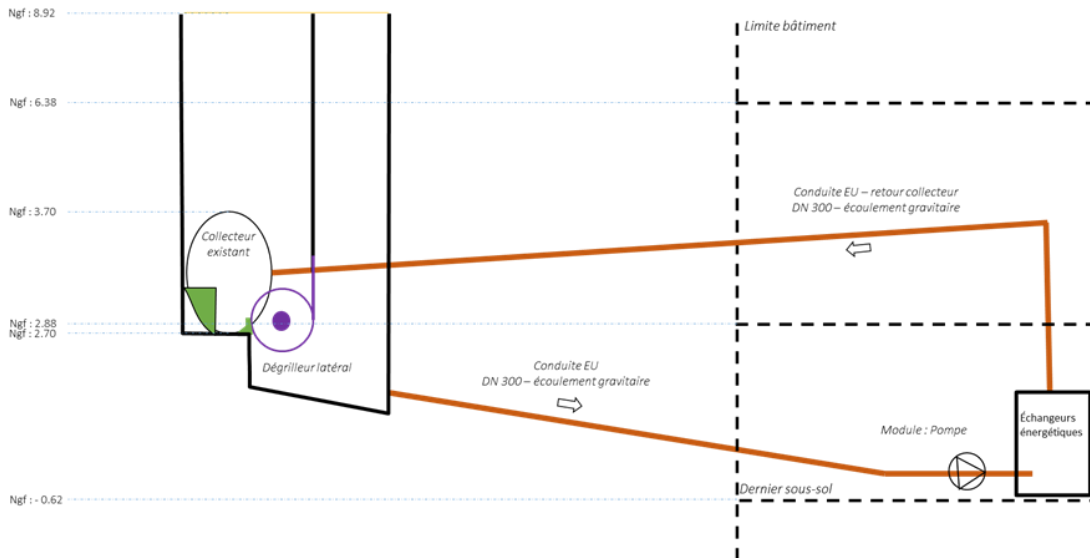 Ngf : 8.92
Limite bâtiment
Ngf : 6.38
Conduite EU – retour collecteur
DN 300 – écoulement gravitaire
Ngf : 3.70
Collecteur
existant
Ngf : 2.88
Ngf : 2.70
Dégrilleur latéral
Conduite EU
DN 300 – écoulement gravitaire
Échangeurs
énergétiques
Module : Pompe
Dernier sous-sol
Ngf : - 0.62